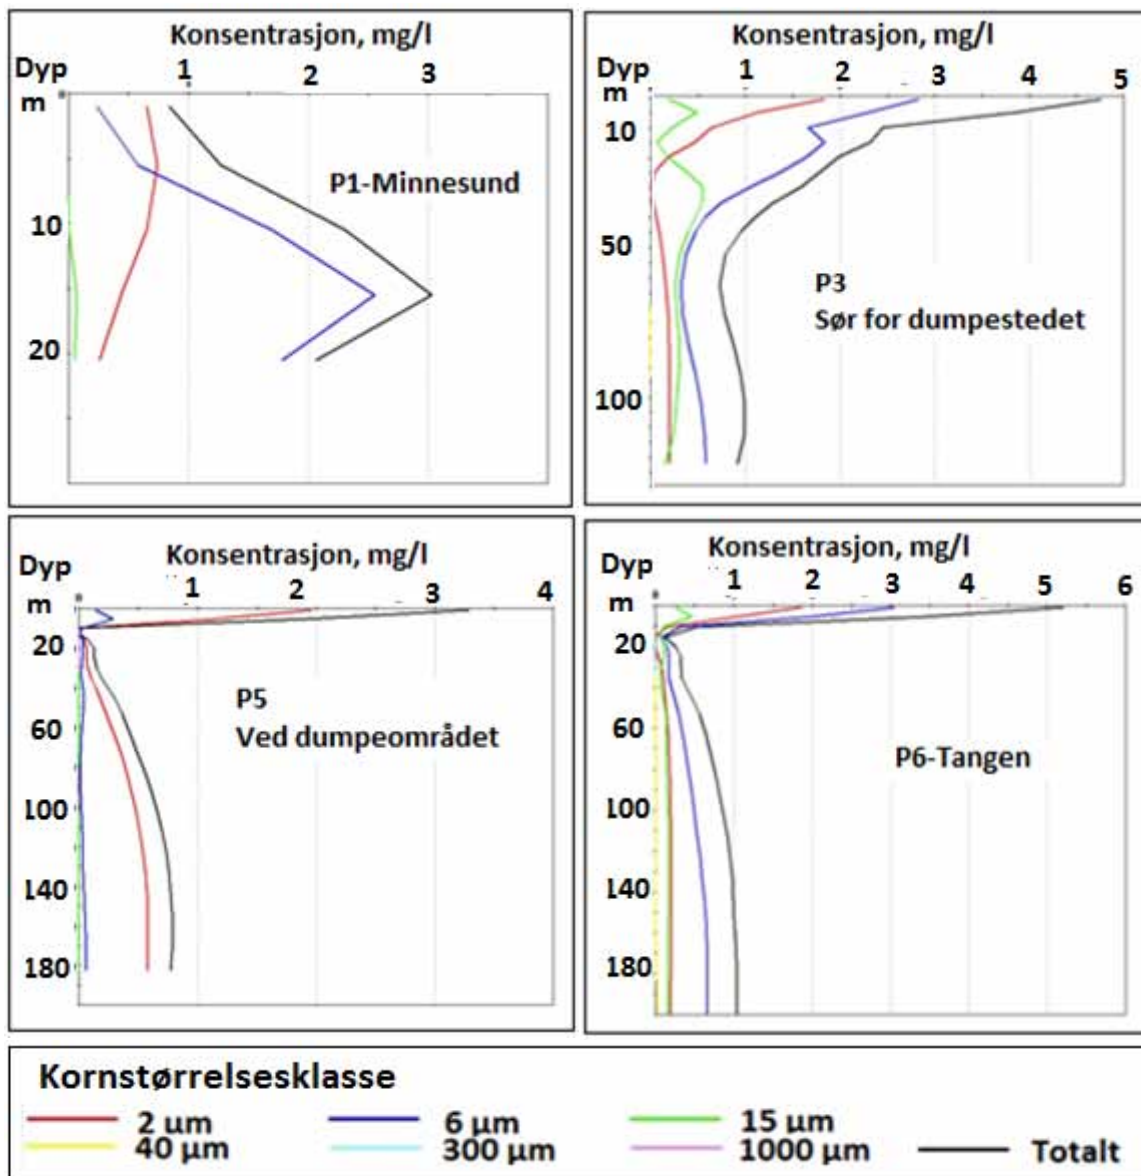 Konsentrasjon, mg/l
Dyp 1 2 3
m
10
20
P1-Minnesund
Konsentrasjon, mg/l
Dyp 1 2 3 4 5
m
10
50
100
P3
Sør for dumpestedet
Konsentrasjon, mg/l
Dyp 1 2 3 4
m
20
60
100
140
180
P5
Ved dumpeområdet
Konsentrasjon, mg/l
Dyp 1 2 3 4 5 6
m
20
60
100
140
180
P6-Tangen
Kornstørrelsesklasse
2 µm 6 µm 15 µm
40 µm 300 µm 1000 µm Totalt